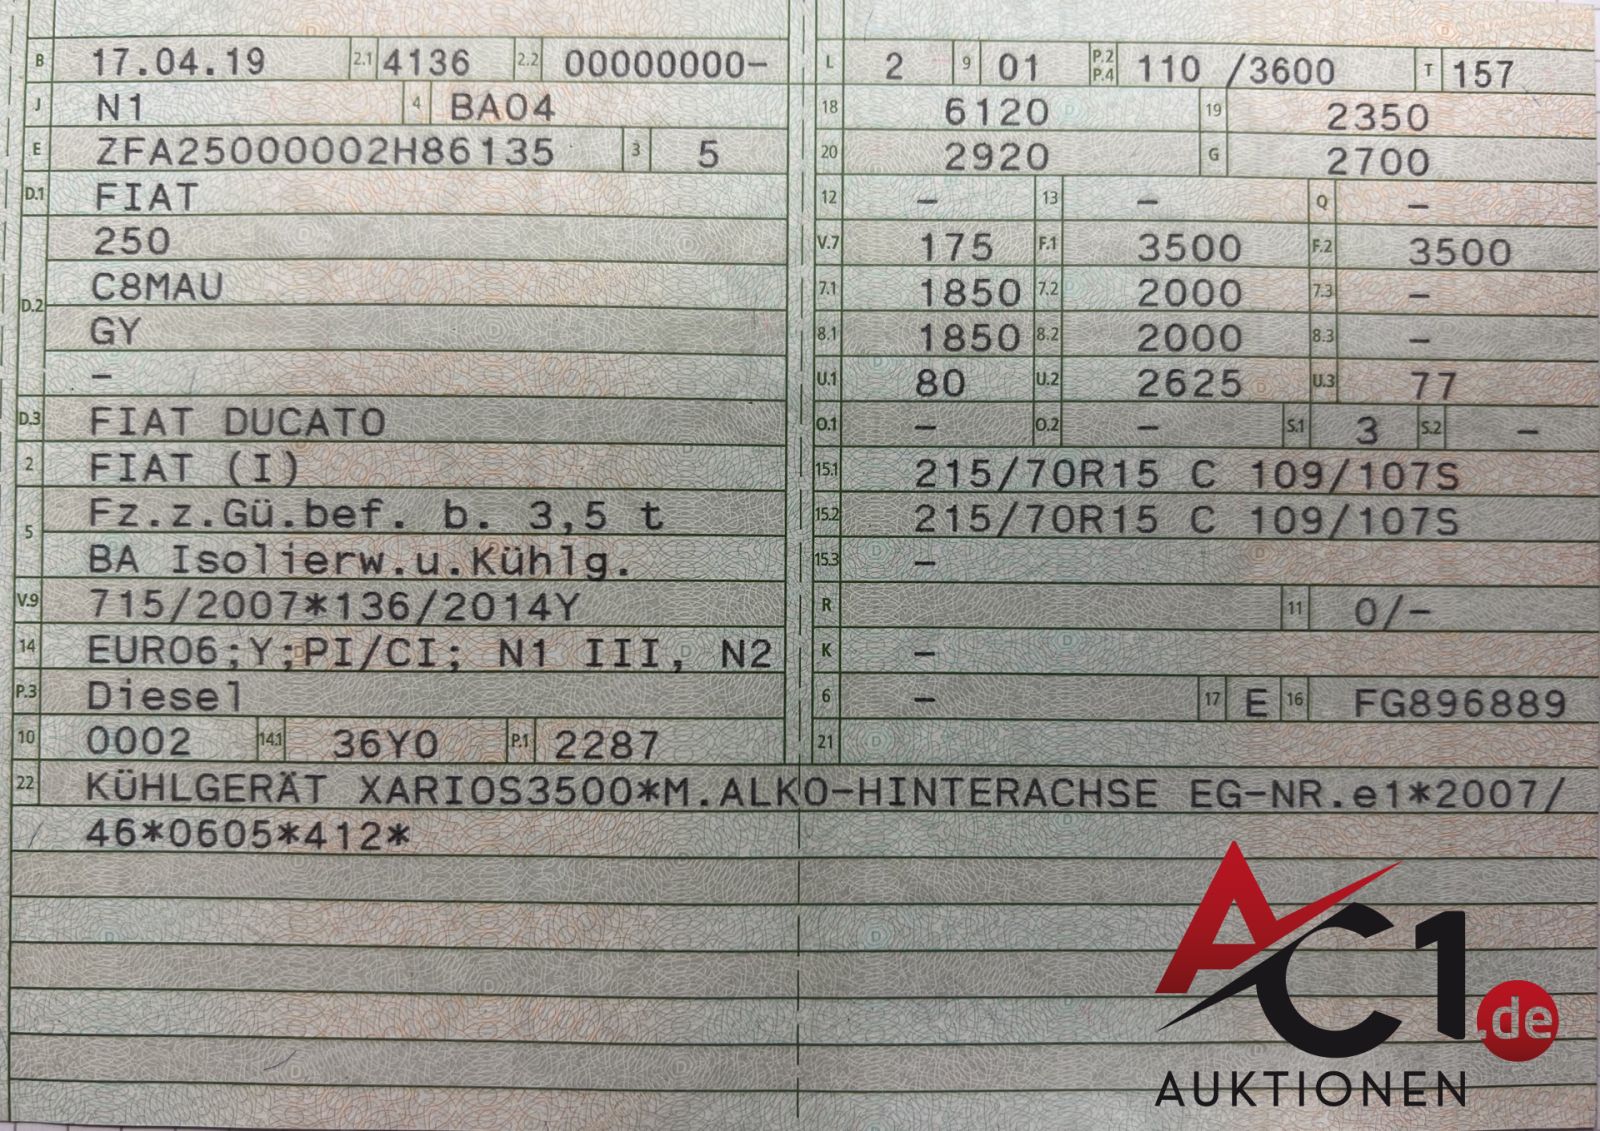 B 17.04.19 2.1 4136 2.2 00000000-
J N1 4 BA04
E ZFA25000002H86135 3 5
D.1 FIAT
250
D.2 C8MAU
GY
-
D.3 FIAT DUCATO
2 FIAT (I)
5 Fz.z.Gü.bef. b. 3,5 t
BA Isolierw.u.Kühlg.
V.9 715/2007*136/2014Y
14 EURO6;Y;PI/CI; N1 III, N2
P.3 Diesel
10 0002 14.1 36Y0 P.1 2287
L 2 9 01 P.2 P.4 110 /3600 T 157
18 6120 19 2350
20 2920 G 2700
12 - 13 - Q -
V.7 175 F.1 3500 F.2 3500
7.1 1850 7.2 2000 7.3 -
8.1 1850 8.2 2000 8.3 -
U.1 80 U.2 2625 U.3 77
O.1 - O.2 - S.1 3 S.2 -
15.1 215/70R15 C 109/107S
15.2 215/70R15 C 109/107S
15.3 -
R 11 0/-
K -
6 - 17 E 16 FG896889
21
22 KÜHLGERÄT XARIOS3500*M.ALKO-HINTERACHSE EG-NR.e1*2007/
46*0605*412*
AC1.de
AUKTIONEN